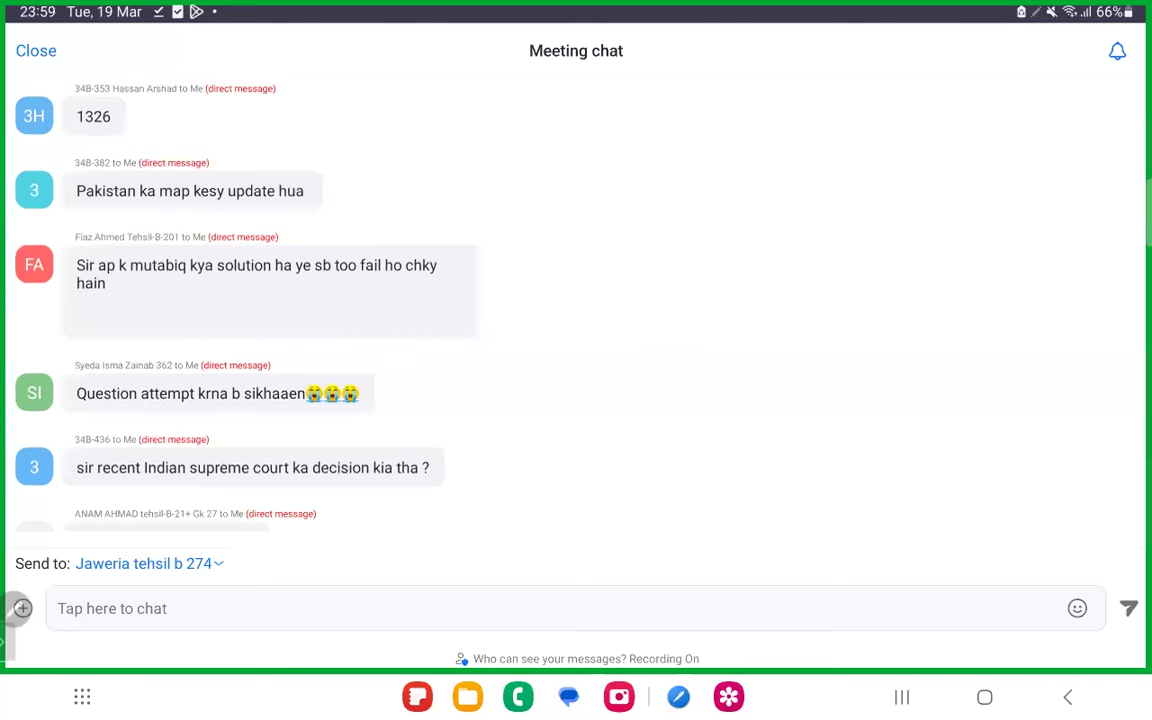 23:59 Tue, 19 Mar
66%
Close
Meeting chat
34B-353 Hassan Arshad to Me (direct message)
3H
1326
34B-382 to Me (direct message)
3
Pakistan ka map kesy update hua
Fiaz Ahmed Tehsil-B-201 to Me (direct message)
FA
Sir ap k mutabiq kya solution ha ye sb too fail ho chky
hain
Syeda Isma Zainab 362 to Me (direct message)
SI
Question attempt krna b sikhaaen😭😭😭
34B-436 to Me (direct message)
3
sir recent Indian supreme court ka decision kia tha ?
ANAM AHMAD tehsil-B-21+ Gk 27 to Me (direct message)
Send to: Jaweria tehsil b 274
Tap here to chat
Who can see your messages? Recording On